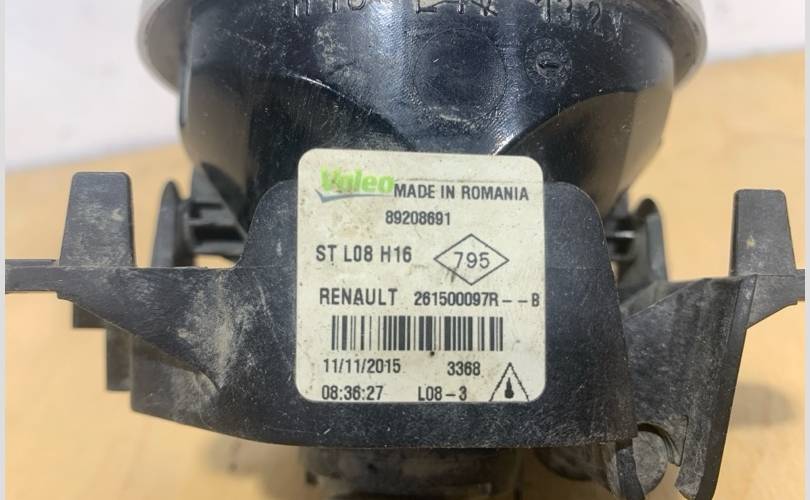 Valeo MADE IN ROMANIA
89208691
ST L08 H16 795
RENAULT 261500097R--B
11/11/2015 3368
08:36:27 L08-3